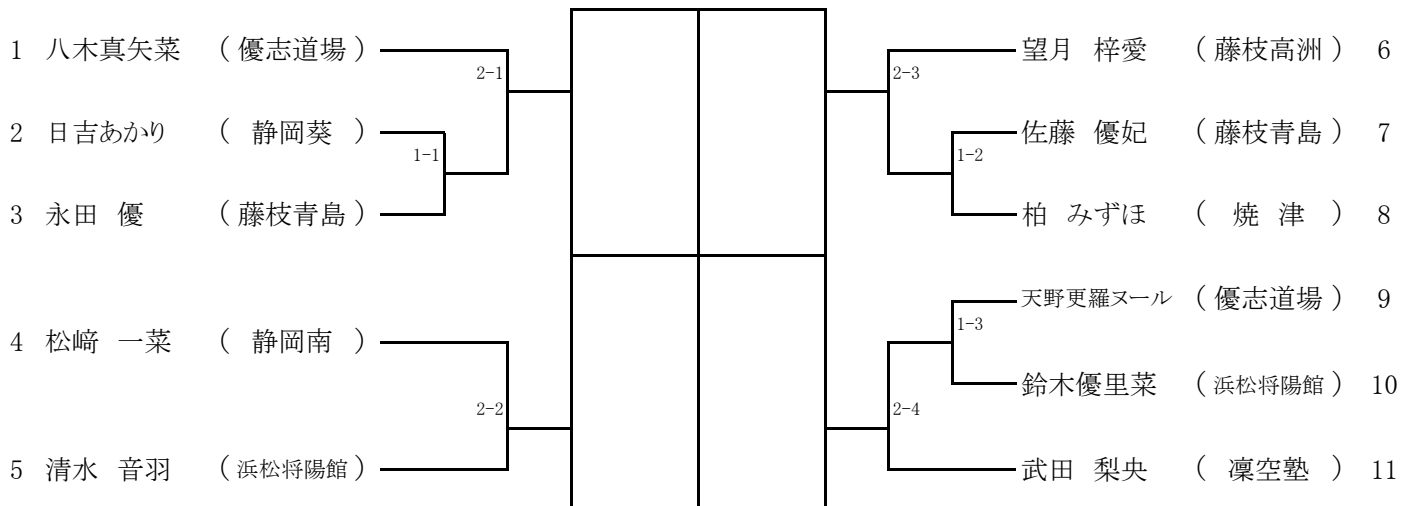 1 八木真矢菜 (優志道場)
2-1
2 日吉あかり ( 静岡葵 )
1-1
3 永田 優 (藤枝青島)
4 松﨑 一菜 ( 静岡南 )
2-2
5 清水 音羽 (浜松将陽館)
望月 梓愛 (藤枝高洲) 6
2-3
佐藤 優妃 (藤枝青島) 7
1-2
柏 みずほ ( 焼 津 ) 8
天野更羅ヌール (優志道場) 9
1-3
鈴木優里菜 (浜松将陽館) 10
2-4
武田 梨央 ( 凜空塾 ) 11